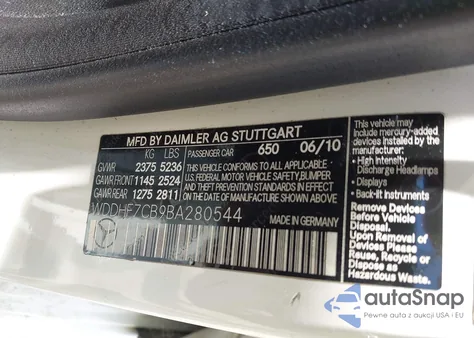 MFD BY DAIMLER AG STUTTGART
KG LBS
GVWR 2375 5236
GAWR FRONT 1145 2524
GAWR REAR 1275 2811
PASSENGER CAR 650 06/10
THIS VEHICLE CONFORMS TO ALL APPLICABLE
U.S. FEDERAL MOTOR VEHICLE SAFETY, BUMPER
AND THEFT PREVENTION STANDARDS IN EFFECT
ON THE DATE OF MANUFACTURE SHOWN ABOVE.
WDDHF7CB9BA280544
MADE IN GERMANY
Vehicle may
include mercury-added
devices installed by the
manufacturer:
• High Intensity
Discharge Headlamps
• Displays
• Back-lit Instruments
Remove Devices
Before Vehicle
Disposal.
Upon Removal of
Devices Please
Reuse, Recycle or
Dispose as
Hazardous Waste.
autoSnap
Pewne auta z USA i EU